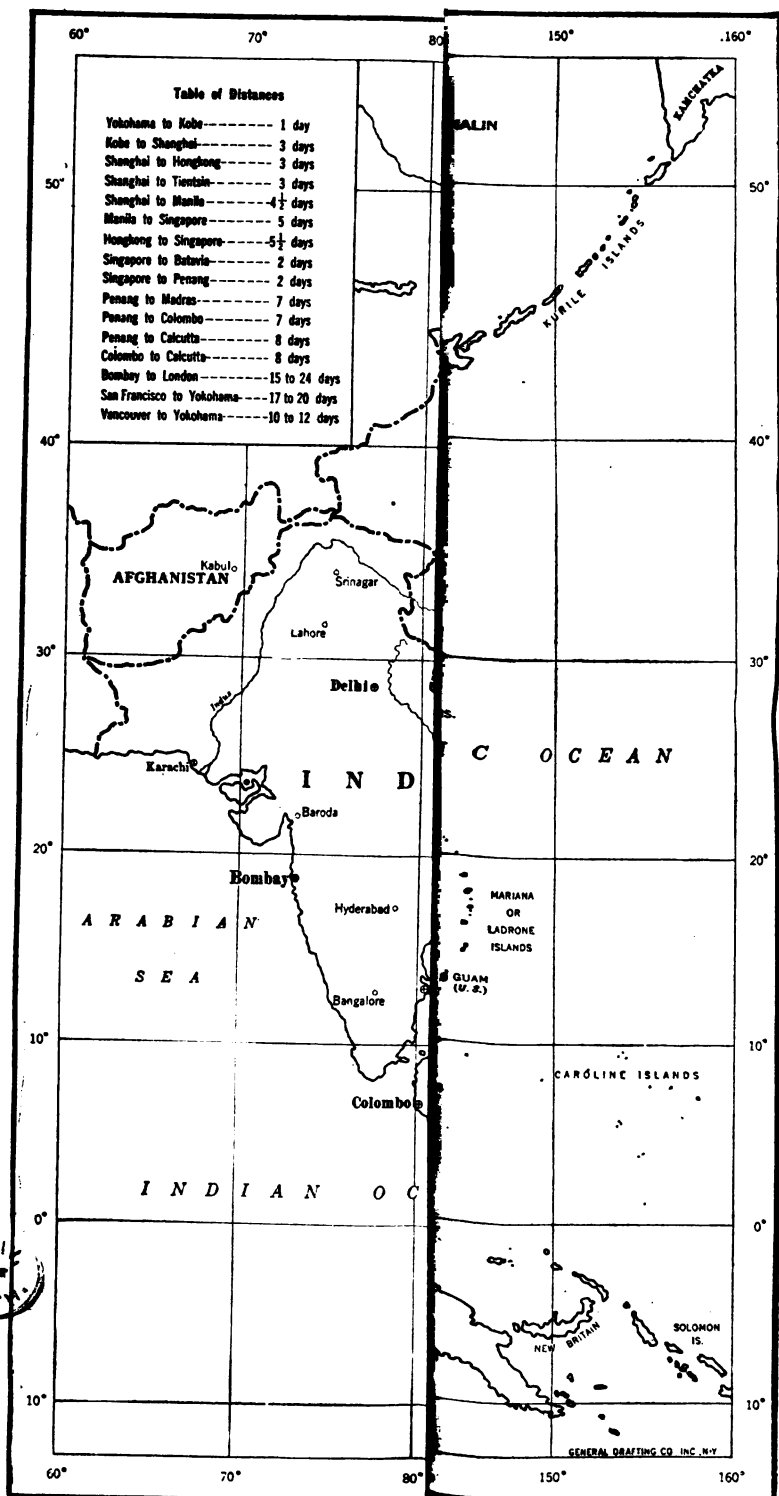 60°
70°
80
150°
.160°
Table of Distances
Yokohama to Kobe----------- 1 day
Kobe to Shanghai----------- 3 days
Shanghai to Hongkong------- 3 days
Shanghai to Tientsin------- 3 days
Shanghai to Manila-------4½ days
Manila to Singapore------- 5 days
Hongkong to Singapore------5½ days
Singapore to Batavia------- 2 days
Singapore to Penang-------- 2 days
Penang to Madras----------- 7 days
Penang to Colombo---------- 7 days
Penang to Calcutta--------- 8 days
Colombo to Calcutta-------- 8 days
Bombay to London--------15 to 24 days
San Francisco to Yokohama----17 to 20 days
Vancouver to Yokohama-----10 to 12 days
KAMCHATKA
ALIN
50°
50°
KURILE ISLANDS
40°
40°
AFGHANISTAN
Kabul
Srinagar
Lahore
30°
30°
Delhi
Indus
S.
Karachi
IND
C OCEAN
Baroda
20°
20°
Bombay
Hyderabad
MARIANA
OR
LADRONE
ISLANDS
ARABIAN
SEA
GUAM
(U.S.)
Bangalore
10°
10°
CAROLINE ISLANDS
Colombo
INDIAN OC
0°
0°
NEW BRITAIN
SOLOMON
IS.
10°
10°
GENERAL DRAFTING CO INC., N·Y
60°
70°
80°
150°
160°